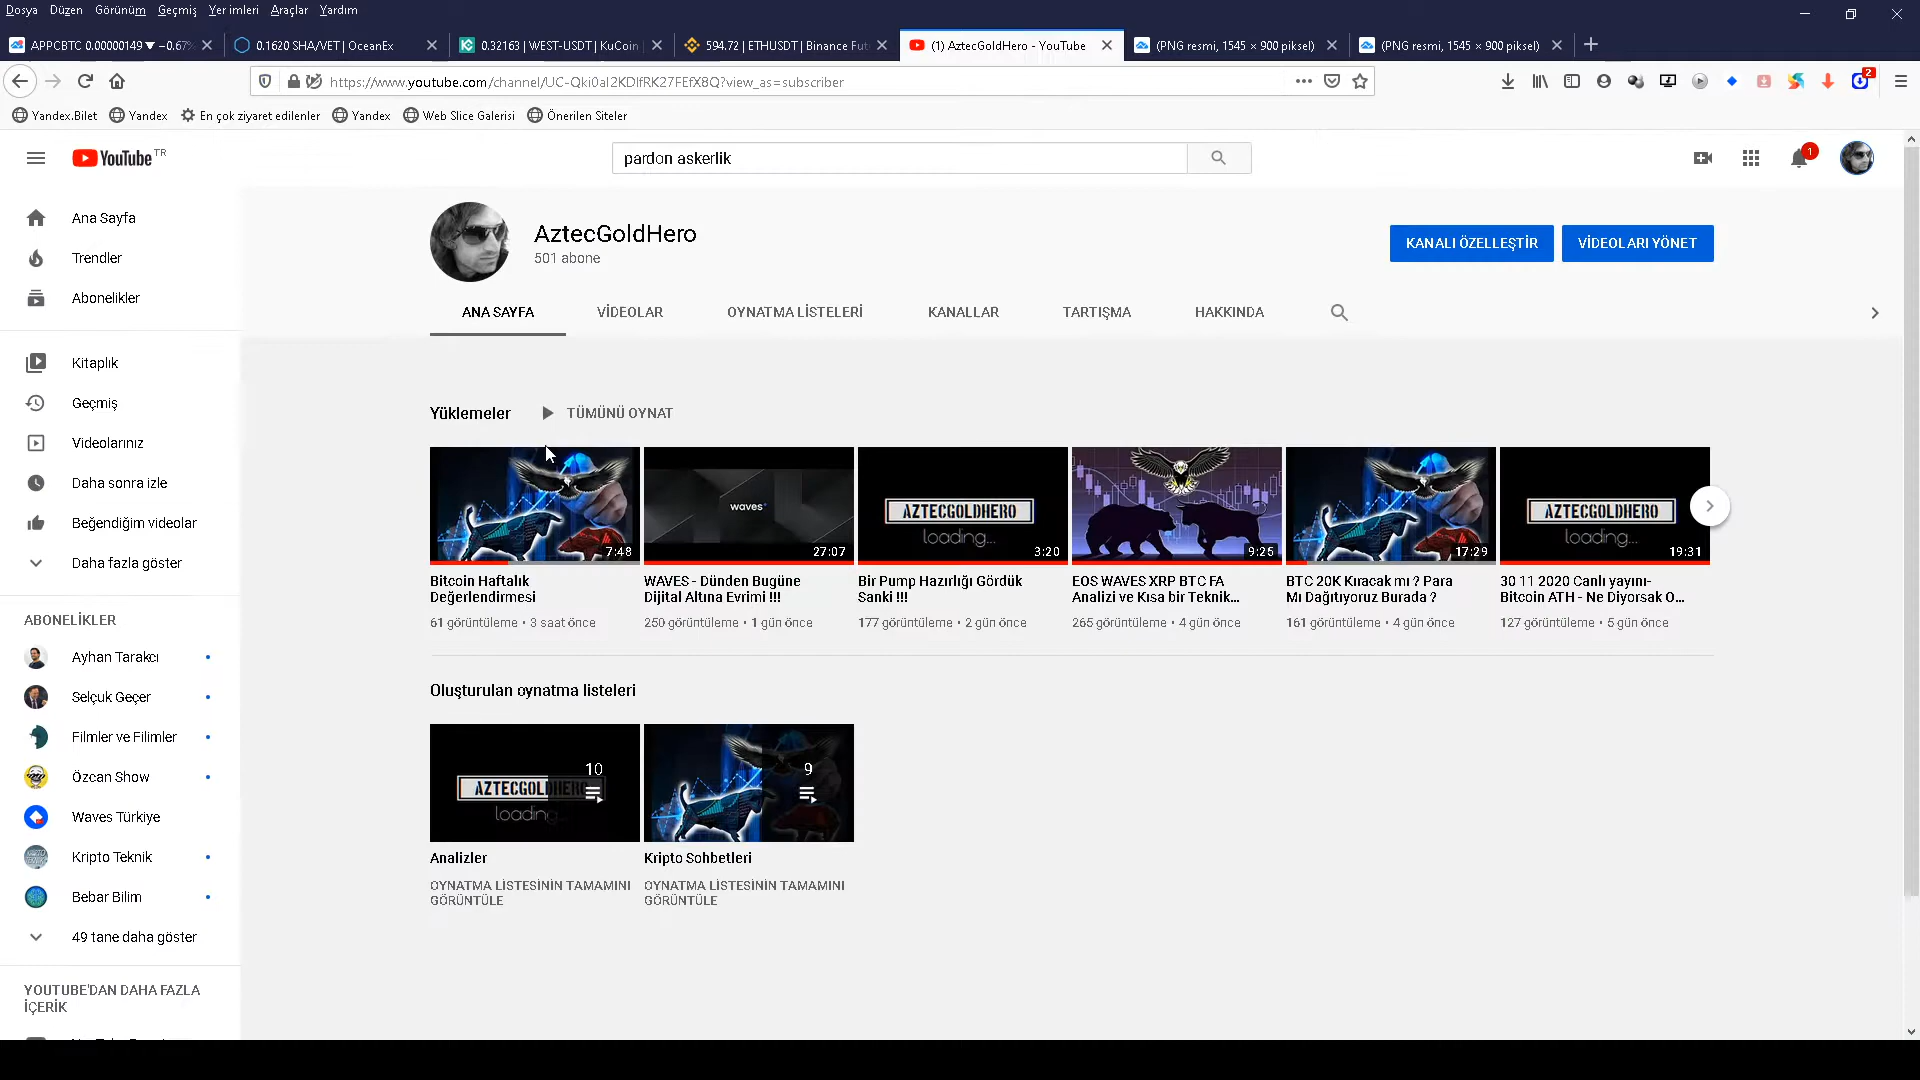 Dosya Düzen Görünüm Geçmiş Yer imleri Araçlar Yardım
APPCBTC 0.00000149 ▼ −0.67%
0.1620 SHA/VET | OceanEx
0.32163 | WEST-USDT | KuCoin
594.72 | ETHUSDT | Binance Fut
(1) AztecGoldHero - YouTube
(PNG resmi, 1545 × 900 piksel)
(PNG resmi, 1545 × 900 piksel)
2
Yandex.Bilet Yandex En çok ziyaret edilenler Yandex Web Slice Galerisi Önerilen Siteler
YouTube TR
pardon askerlik
1
Ana Sayfa
Trendler
Abonelikler
Kitaplık
Geçmiş
Videolarınız
Daha sonra izle
Beğendiğim videolar
Daha fazla göster
ABONELİKLER
Ayhan Tarakcı
Selçuk Geçer
Filmler ve Filimler
Özcan Show
Waves Türkiye
Kripto Teknik
Bebar Bilim
49 tane daha göster
YOUTUBE'DAN DAHA FAZLA
İÇERİK
AztecGoldHero
501 abone
KANALI ÖZELLEŞTİR
VİDEOLARI YÖNET
ANA SAYFA VİDEOLAR OYNATMA LİSTELERİ KANALLAR TARTIŞMA HAKKINDA
Yüklemeler TÜMÜNÜ OYNAT
7:48
Bitcoin Haftalık
Değerlendirmesi
61 görüntüleme • 3 saat önce
waves
27:07
WAVES - Dünden Bugüne
Dijital Altına Evrimi !!!
250 görüntüleme • 1 gün önce
AZTECGOLDHERO
loading...
3:20
Bir Pump Hazırlığı Gördük
Sanki !!!
177 görüntüleme • 2 gün önce
9:25
EOS WAVES XRP BTC FA
Analizi ve Kısa bir Teknik...
265 görüntüleme • 4 gün önce
17:29
BTC 20K Kıracak mı ? Para
Mı Dağıtıyoruz Burada ?
161 görüntüleme • 4 gün önce
AZTECGOLDHERO
loading...
19:31
30 11 2020 Canlı yayını-
Bitcoin ATH - Ne Diyorsak O...
127 görüntüleme • 5 gün önce
Oluşturulan oynatma listeleri
AZTECGOLDHERO
loading
10
Analizler
OYNATMA LİSTESİNİN TAMAMINI
GÖRÜNTÜLE
9
Kripto Sohbetleri
OYNATMA LİSTESİNİN TAMAMINI
GÖRÜNTÜLE